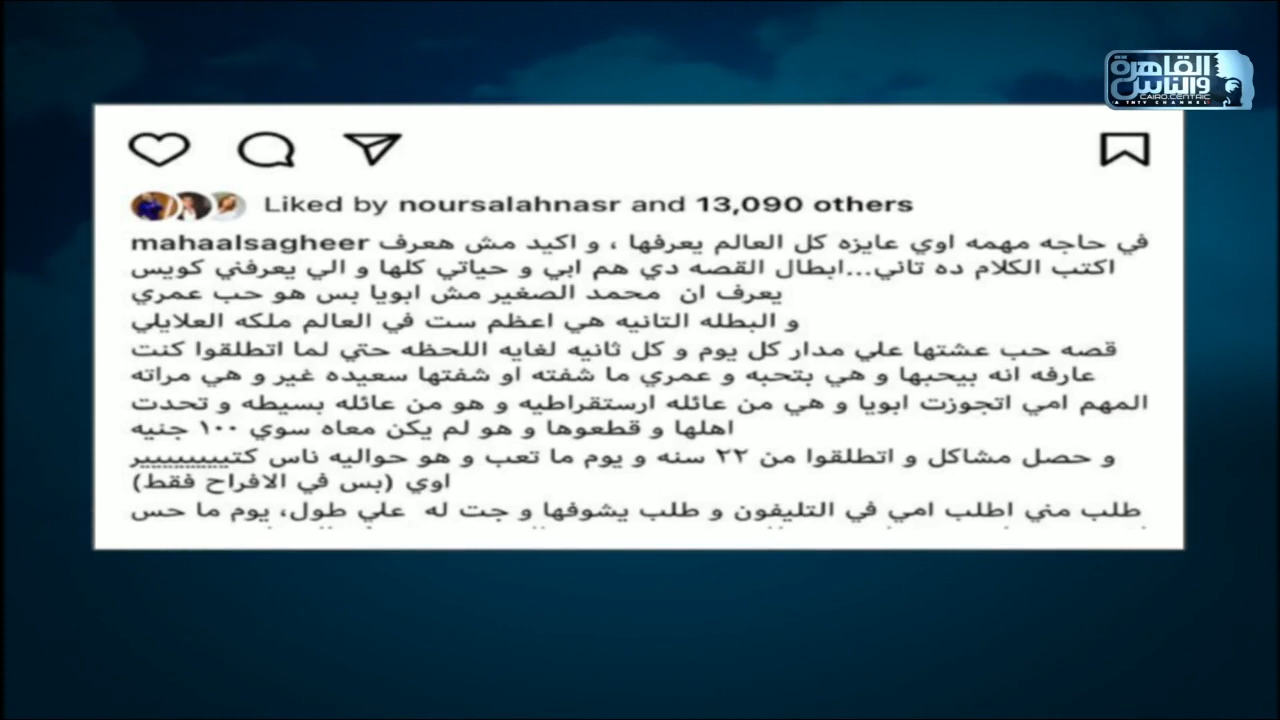 القاهرة
والناس
CAIRO.CENTRIC
A TNTV CHANNEL
Liked by noursalahnasr and 13,090 others
mahaalsagheer في حاجه مهمه اوي عايزه كل العالم يعرفها ، و اكيد مش هعرف
اكتب الكلام ده تاني...ابطال القصه دي هم ابي و حياتي كلها و الي يعرفني كويس
يعرف ان محمد الصغير مش ابويا بس هو حب عمري
و البطله التانيه هي اعظم ست في العالم ملكه العلايلي
قصه حب عشتها علي مدار كل يوم و كل ثانيه لغايه اللحظه حتي لما اتطلقوا كنت
عارفه انه بيحبها و هي بتحبه و عمري ما شفته او شفتها سعيده غير و هي مراته
المهم امي اتجوزت ابويا و هي من عائله ارستقراطيه و هو من عائله بسيطه و تحدت
اهلها و قطعوها و هو لم يكن معاه سوي ١٠٠ جنيه
و حصل مشاكل و اتطلقوا من ٢٢ سنه و يوم ما تعب و هو حواليه ناس كتيييييييييير
اوي (بس في الافراح فقط)
طلب مني اطلب امي في التليفون و طلب يشوفها و جت له علي طول، يوم ما حس